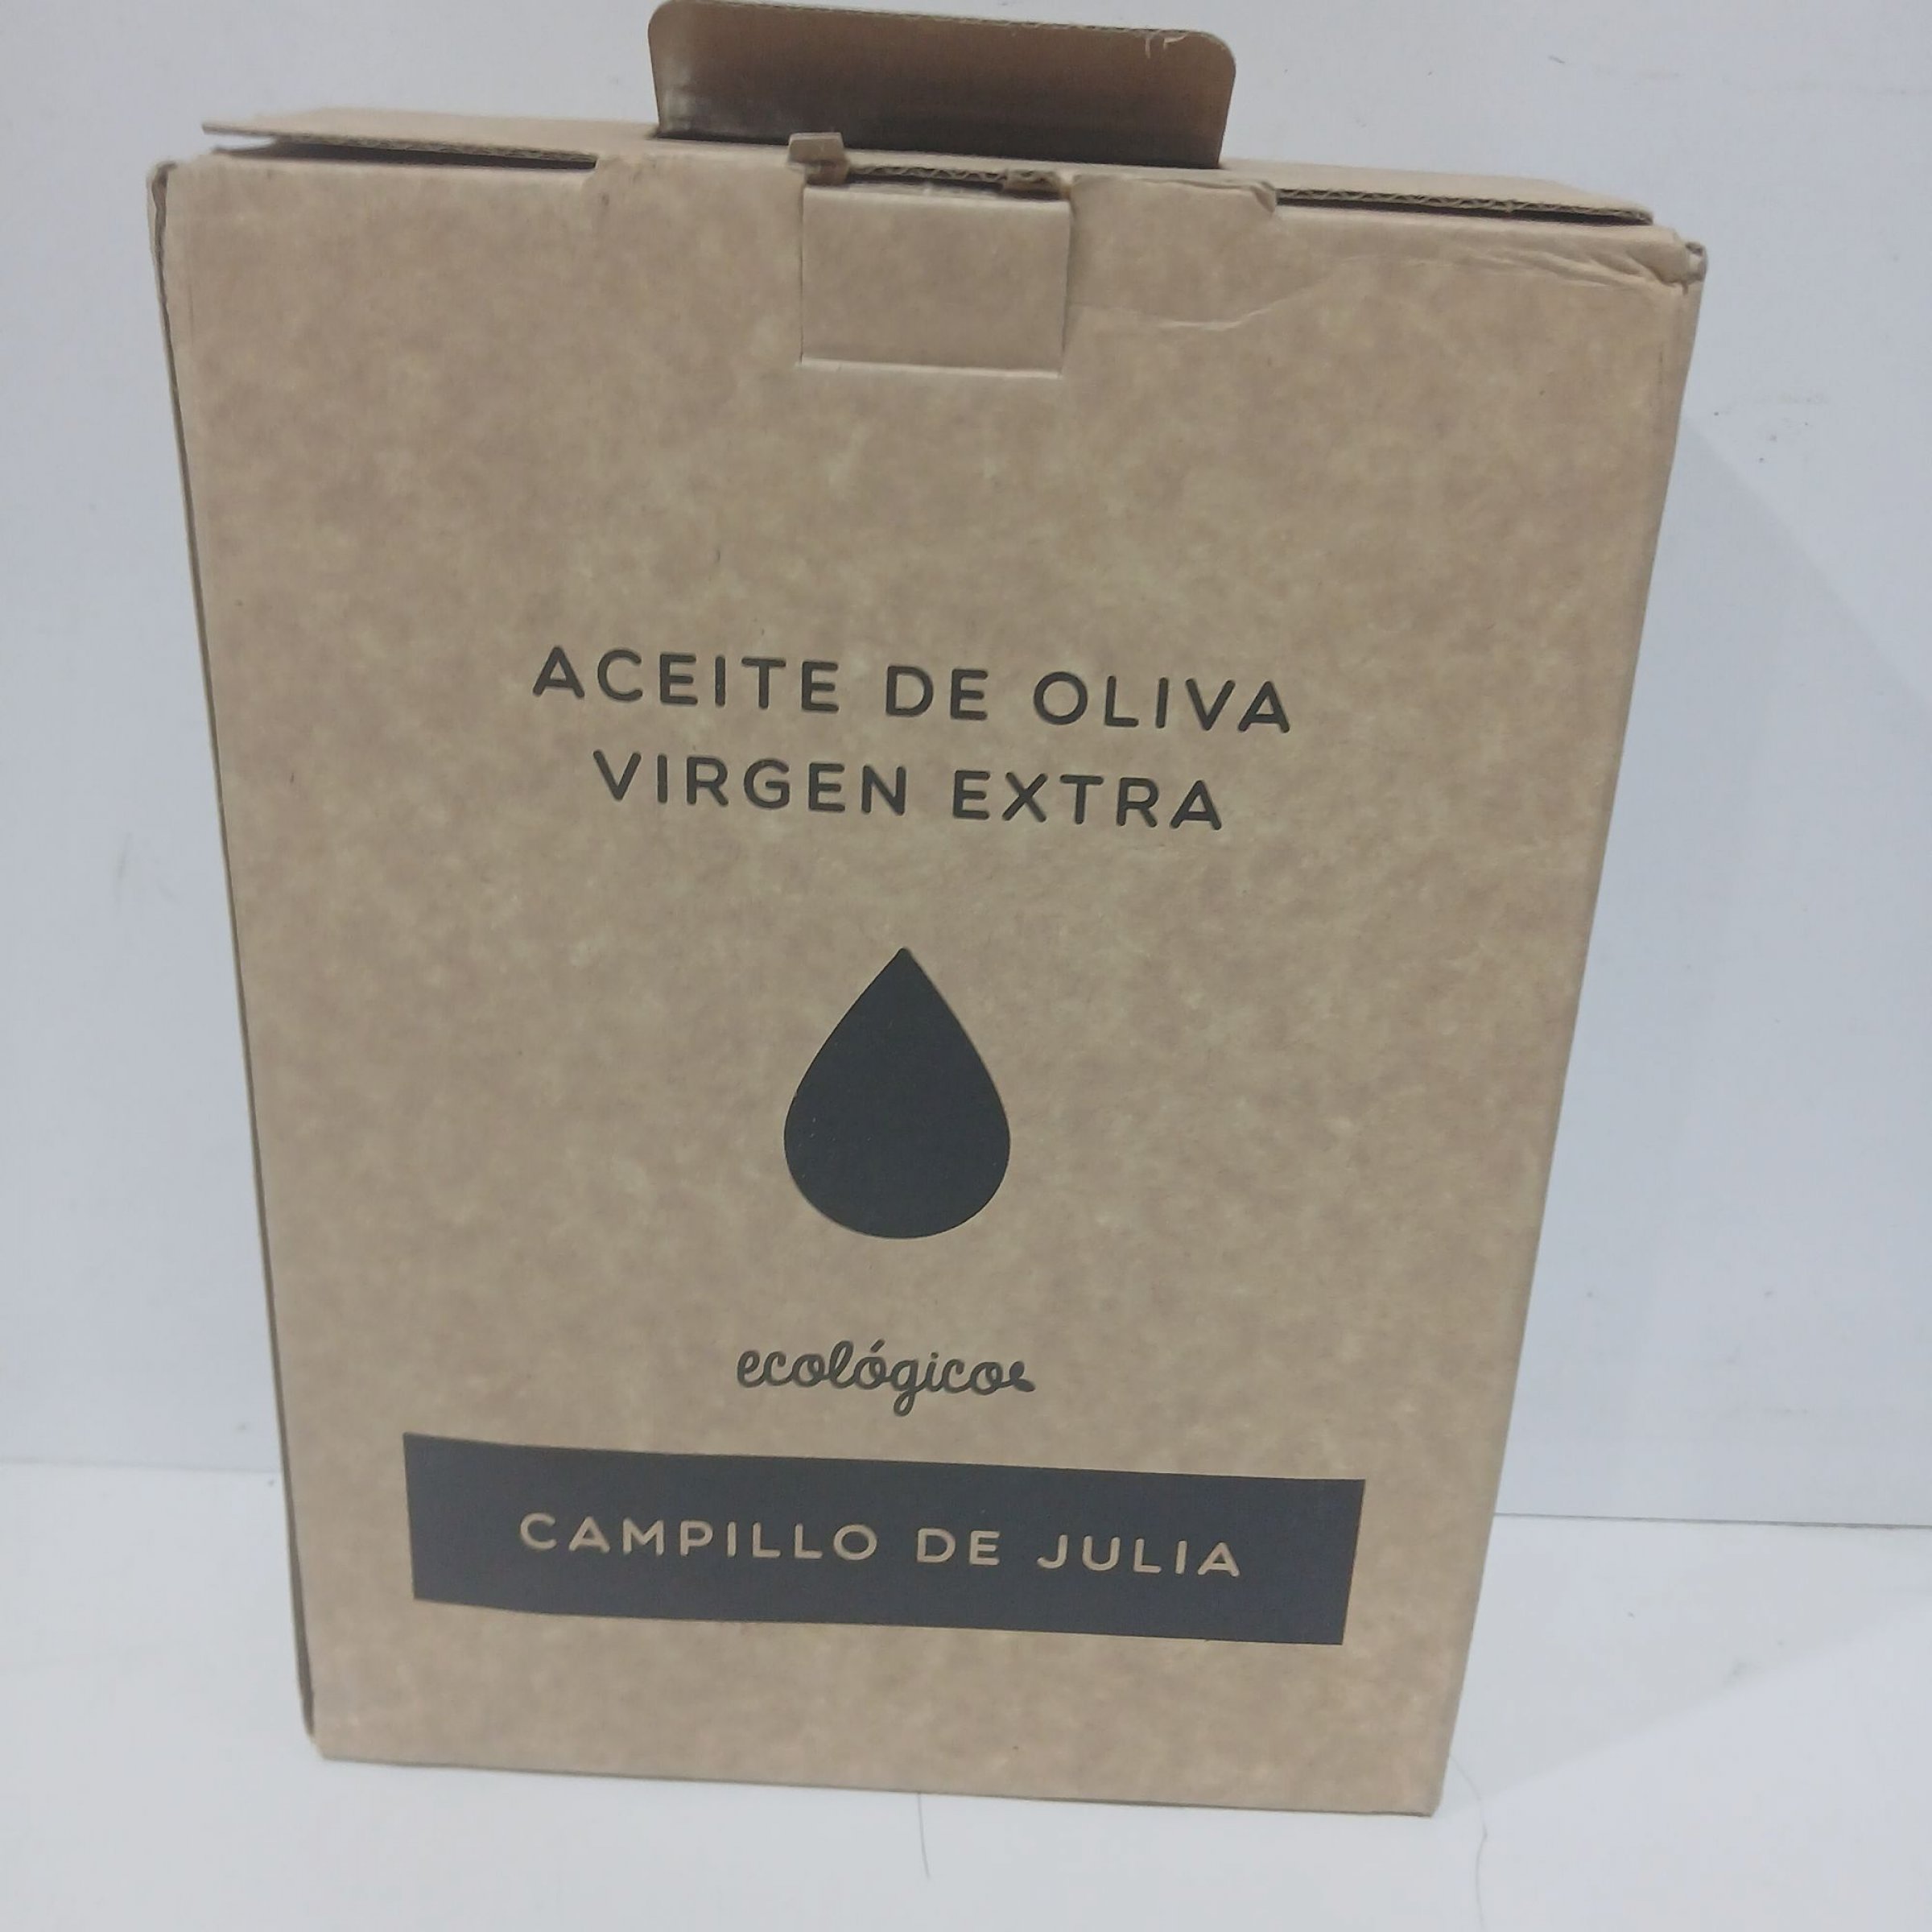 ACEITE DE OLIVA
VIRGEN EXTRA
ecológico
CAMPILLO DE JULIA